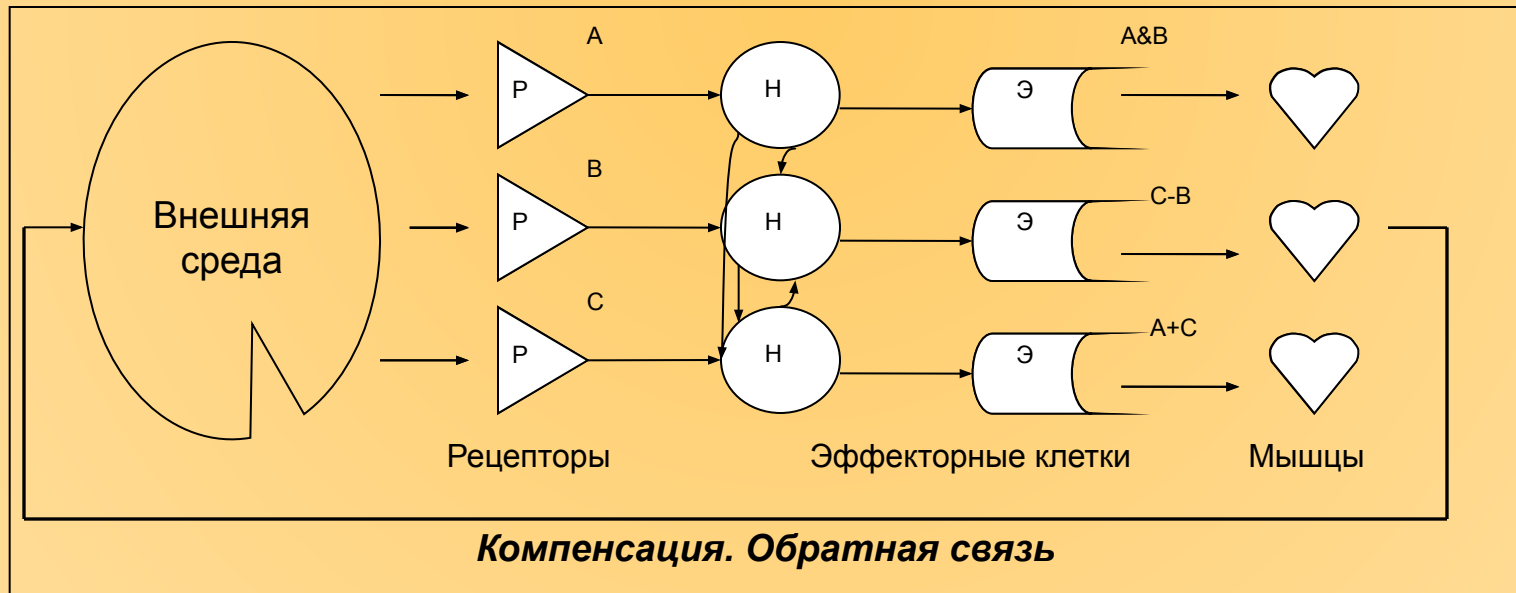 A
A&B
Р
Н
Э
B
C-B
Внешняя
среда
Р
Н
Э
C
A+C
Р
Н
Э
Рецепторы
Эффекторные клетки
Мышцы
Компенсация. Обратная связь